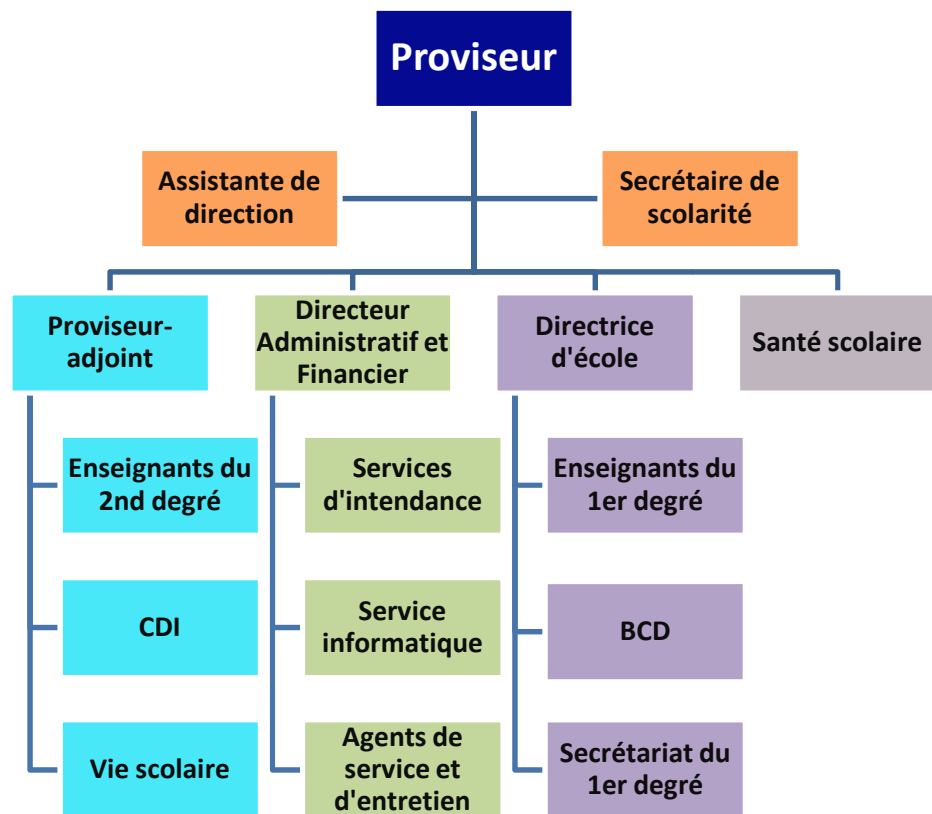 Proviseur
Assistante de
direction
Secrétaire de
scolarité
Proviseur-
adjoint
Directeur
Administratif et
Financier
Directrice
d'école
Santé scolaire
Enseignants du
2nd degré
Services
d'intendance
Enseignants du
1er degré
CDI
Service
informatique
BCD
Vie scolaire
Agents de
service et
d'entretien
Secrétariat du
1er degré